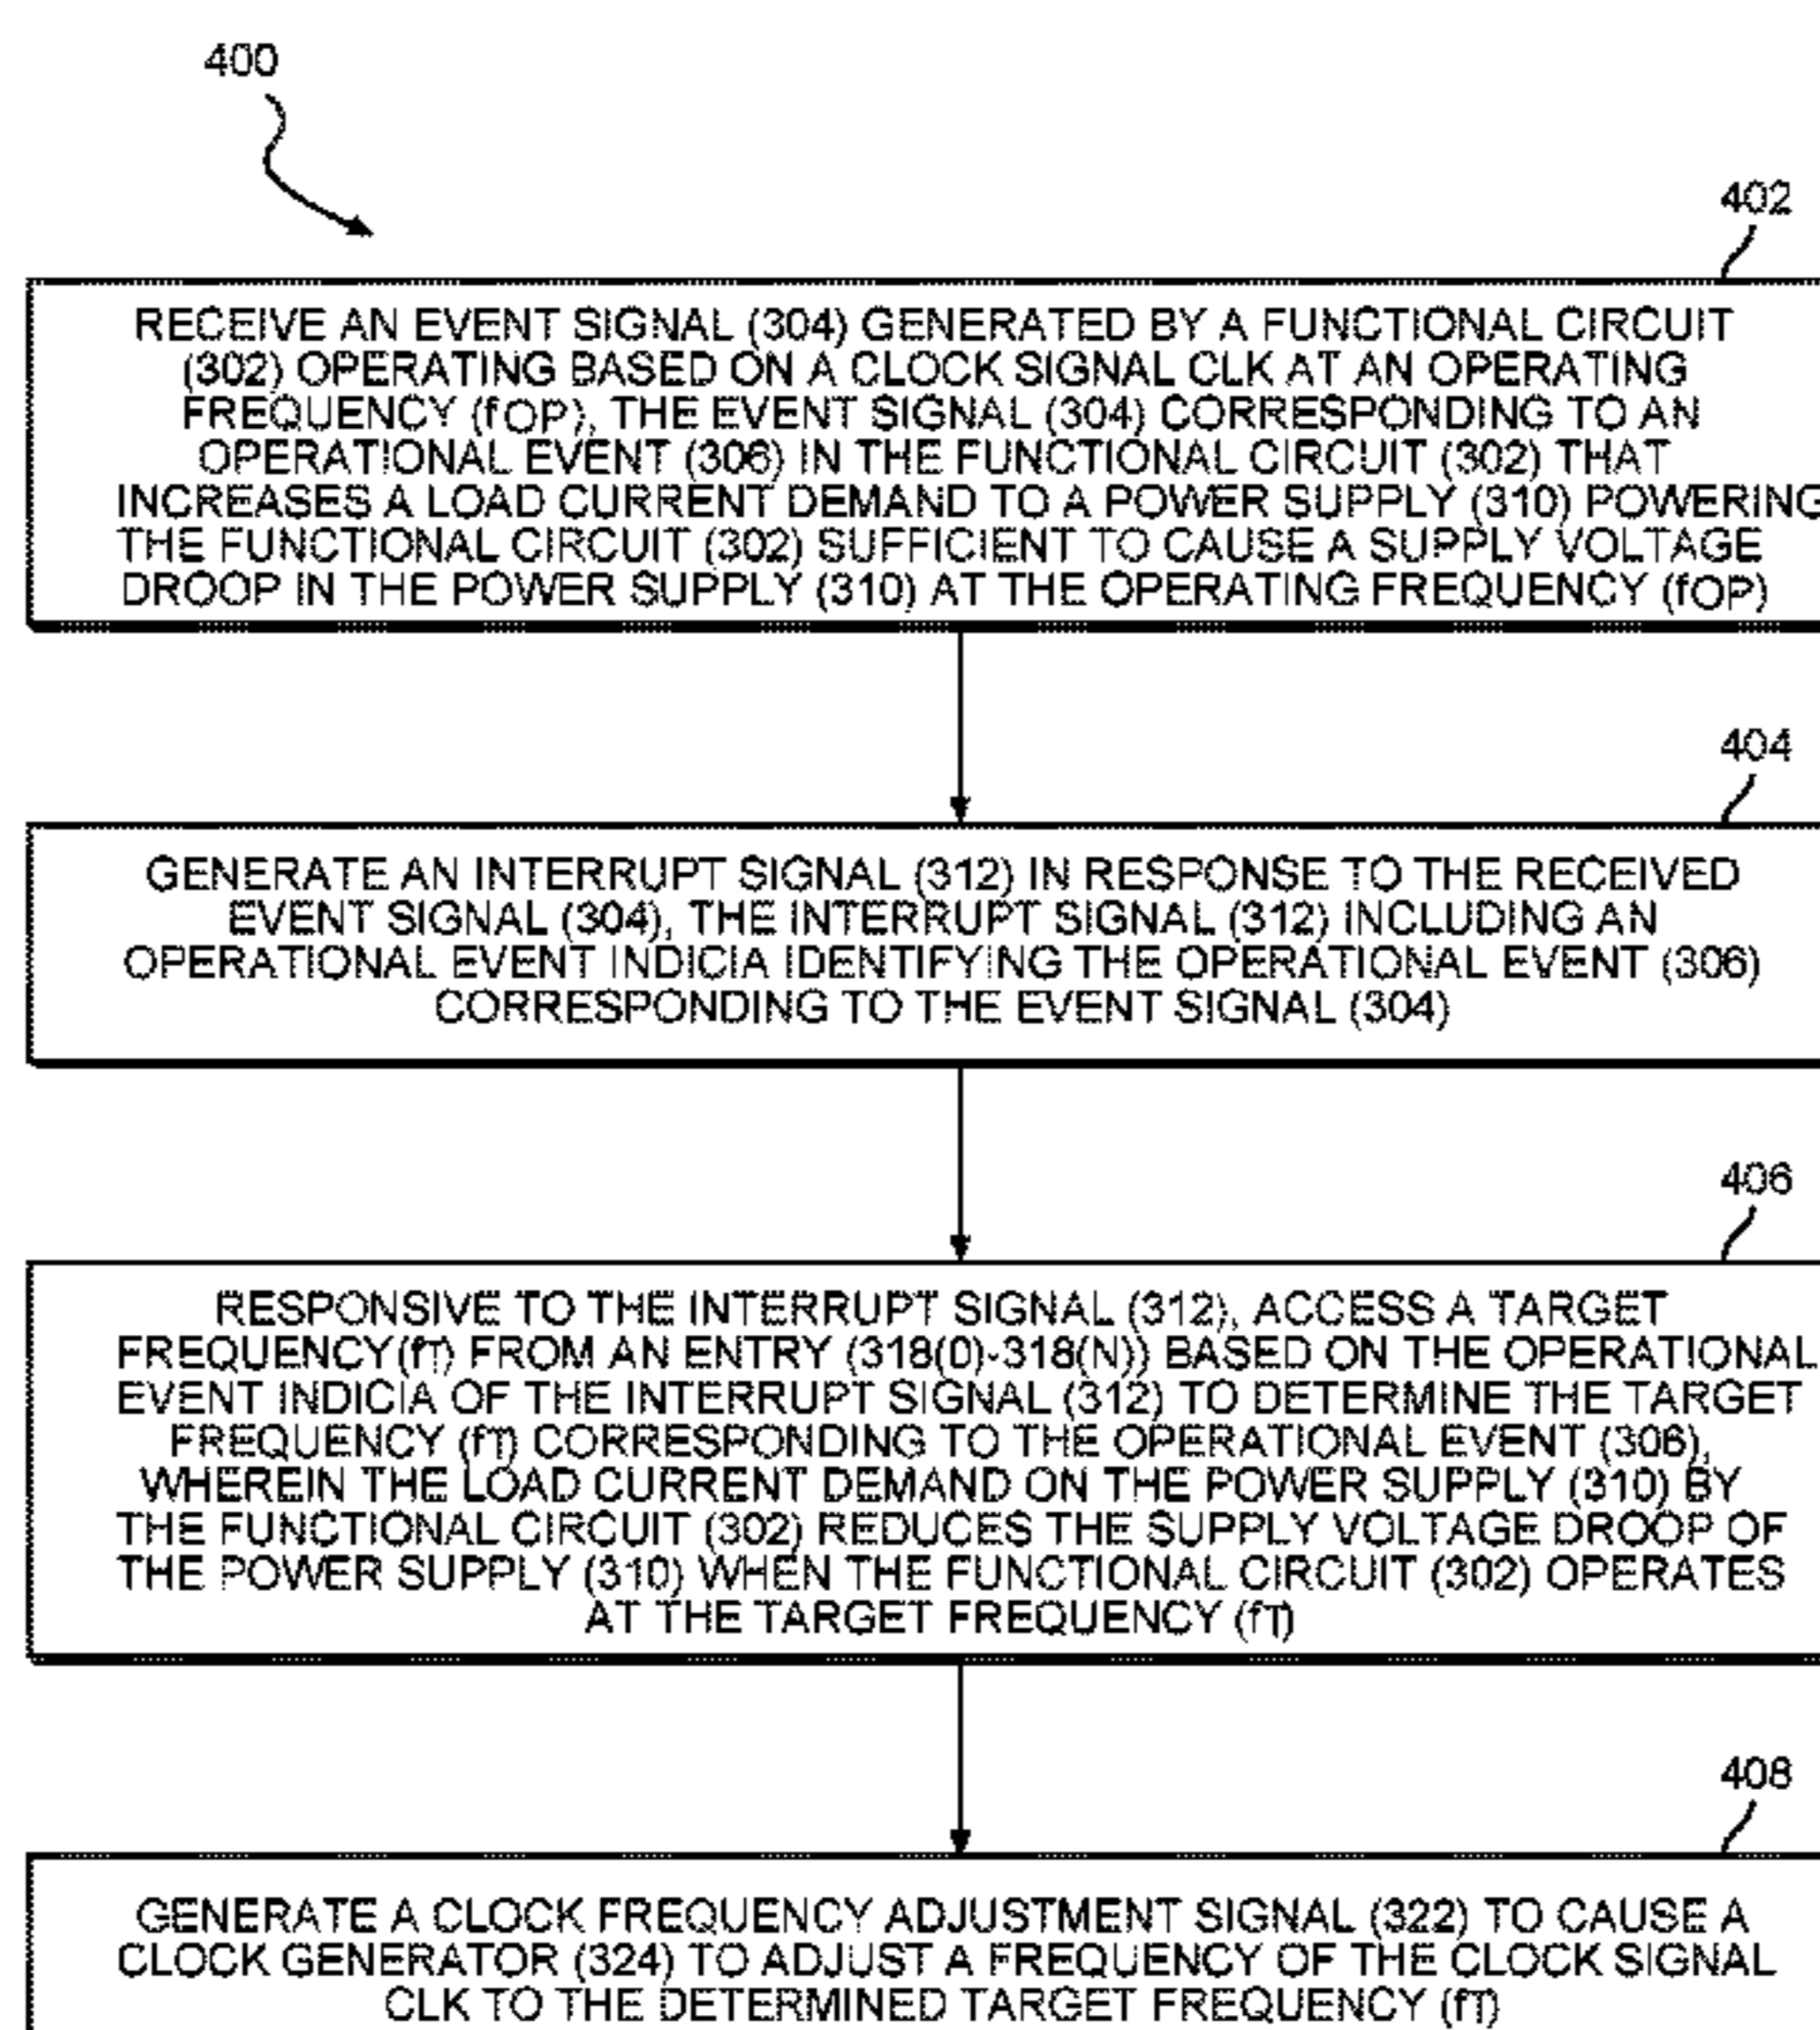 400
402
RECEIVE AN EVENT SIGNAL (304) GENERATED BY A FUNCTIONAL CIRCUIT
(302) OPERATING BASED ON A CLOCK SIGNAL CLK AT AN OPERATING
FREQUENCY (fOP), THE EVENT SIGNAL (304) CORRESPONDING TO AN
OPERATIONAL EVENT (306) IN THE FUNCTIONAL CIRCUIT (302) THAT
INCREASES A LOAD CURRENT DEMAND TO A POWER SUPPLY (310) POWERING
THE FUNCTIONAL CIRCUIT (302) SUFFICIENT TO CAUSE A SUPPLY VOLTAGE
DROOP IN THE POWER SUPPLY (310) AT THE OPERATING FREQUENCY (fOP)
404
GENERATE AN INTERRUPT SIGNAL (312) IN RESPONSE TO THE RECEIVED
EVENT SIGNAL (304), THE INTERRUPT SIGNAL (312) INCLUDING AN
OPERATIONAL EVENT INDICIA IDENTIFYING THE OPERATIONAL EVENT (306)
CORRESPONDING TO THE EVENT SIGNAL (304)
406
RESPONSIVE TO THE INTERRUPT SIGNAL (312), ACCESS A TARGET
FREQUENCY(fT) FROM AN ENTRY (318(0)-318(N)) BASED ON THE OPERATIONAL
EVENT INDICIA OF THE INTERRUPT SIGNAL (312) TO DETERMINE THE TARGET
FREQUENCY (fT) CORRESPONDING TO THE OPERATIONAL EVENT (306),
WHEREIN THE LOAD CURRENT DEMAND ON THE POWER SUPPLY (310) BY
THE FUNCTIONAL CIRCUIT (302) REDUCES THE SUPPLY VOLTAGE DROOP OF
THE POWER SUPPLY (310) WHEN THE FUNCTIONAL CIRCUIT (302) OPERATES
AT THE TARGET FREQUENCY (fT)
408
GENERATE A CLOCK FREQUENCY ADJUSTMENT SIGNAL (322) TO CAUSE A
CLOCK GENERATOR (324) TO ADJUST A FREQUENCY OF THE CLOCK SIGNAL
CLK TO THE DETERMINED TARGET FREQUENCY (fT)